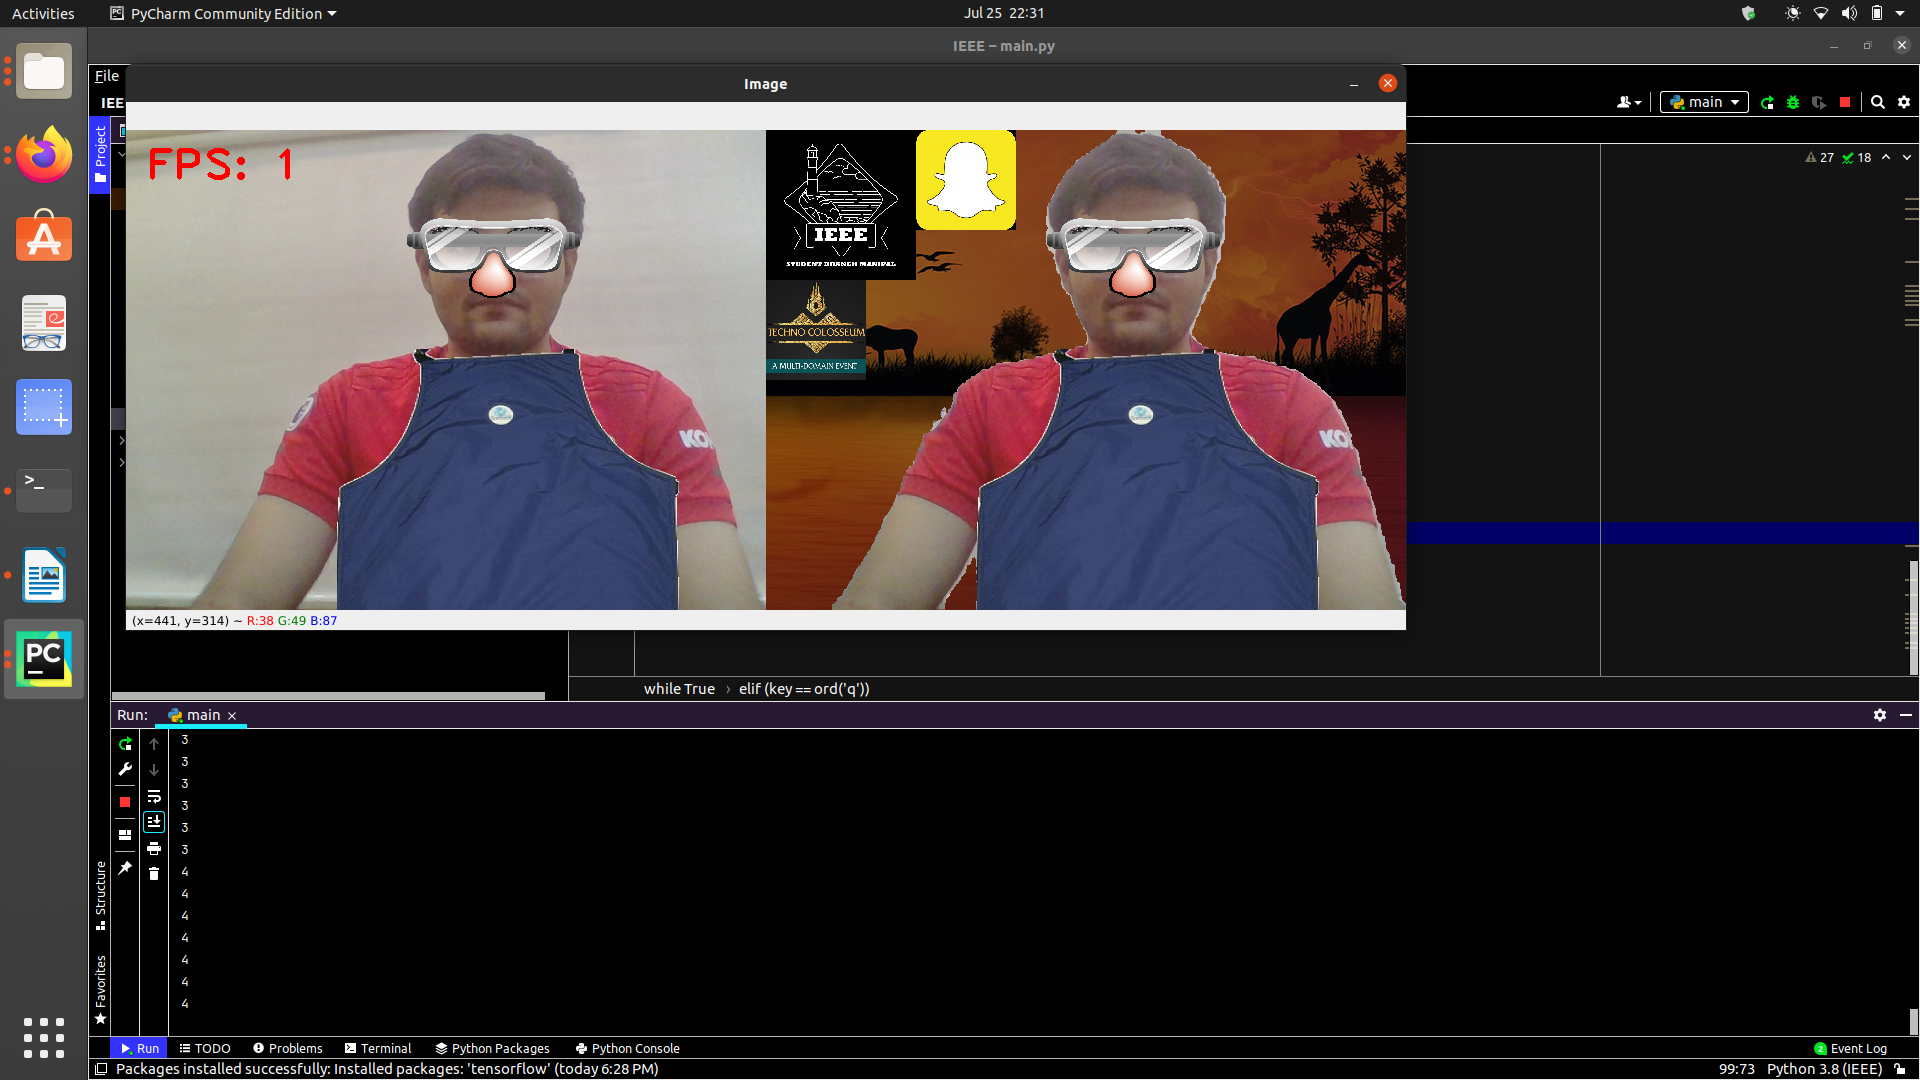 Activities
PyCharm Community Edition
Jul 25 22:31
IEEE – main.py
File
IEE
Image
main
Project
FPS: 1
IEEE
STUDENT BRANCH MANIPAL
TECHNO COLOSSEUM
A MULTI-DOMAIN EVENT
KO
27
18
(x=441, y=314) ~ R:38 G:49 B:87
while True › elif (key == ord('q'))
Run:
main
3
3
3
3
3
3
4
4
4
4
4
4
4
Structure
Favorites
Run
TODO
Problems
Terminal
Python Packages
Python Console
2 Event Log
Packages installed successfully: Installed packages: 'tensorflow' (today 6:28 PM)
99:73
Python 3.8 (IEEE)